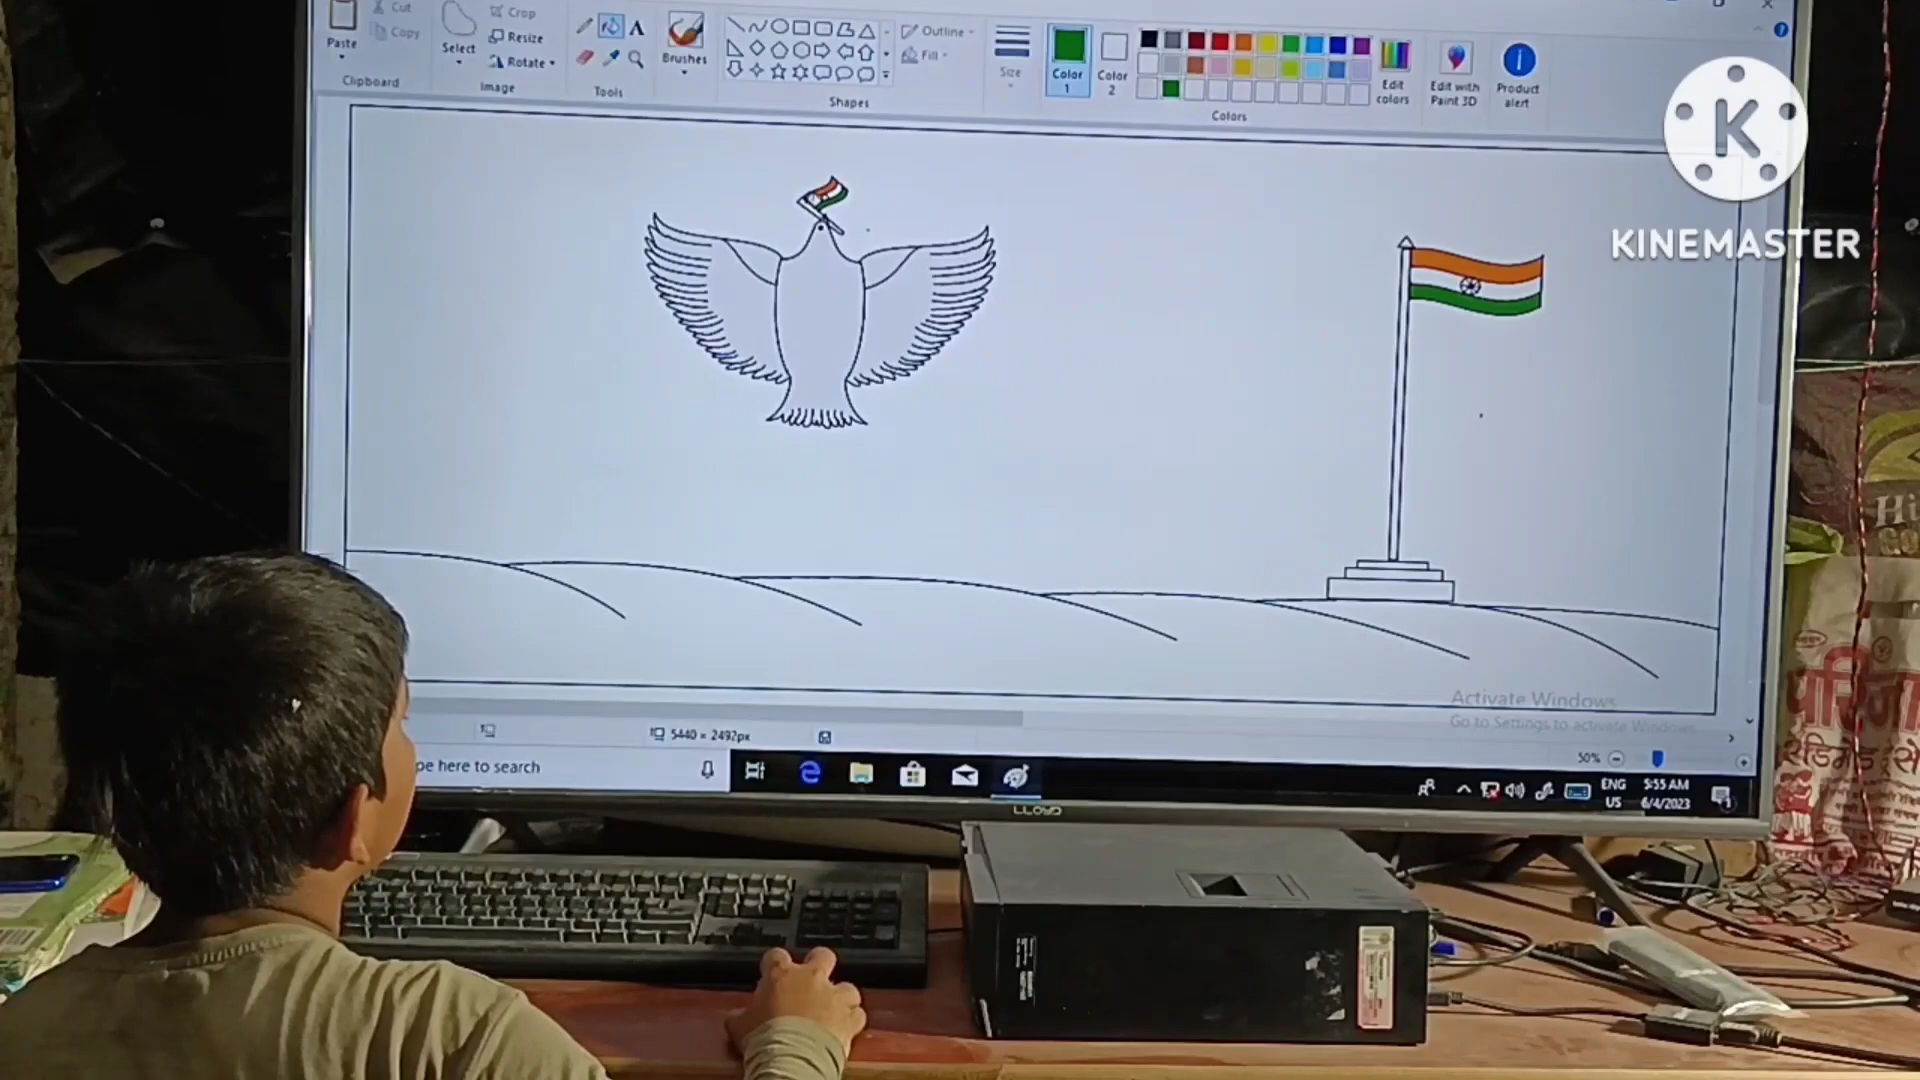 Cut
Copy
Paste
Clipboard
Crop
Resize
Rotate
Select
Image
A
Tools
Brushes
Outline
Fill
Shapes
Size
Color
1
Color
2
Colors
Edit
colors
Edit with
Paint 3D
Product
alert
K
KINEMASTER
Activate Windows
Go to Settings to activate Windows.
5440 × 2492px
50%
pe here to search
ENG
US
5:55 AM
6/4/2023
LLOYD
Hi